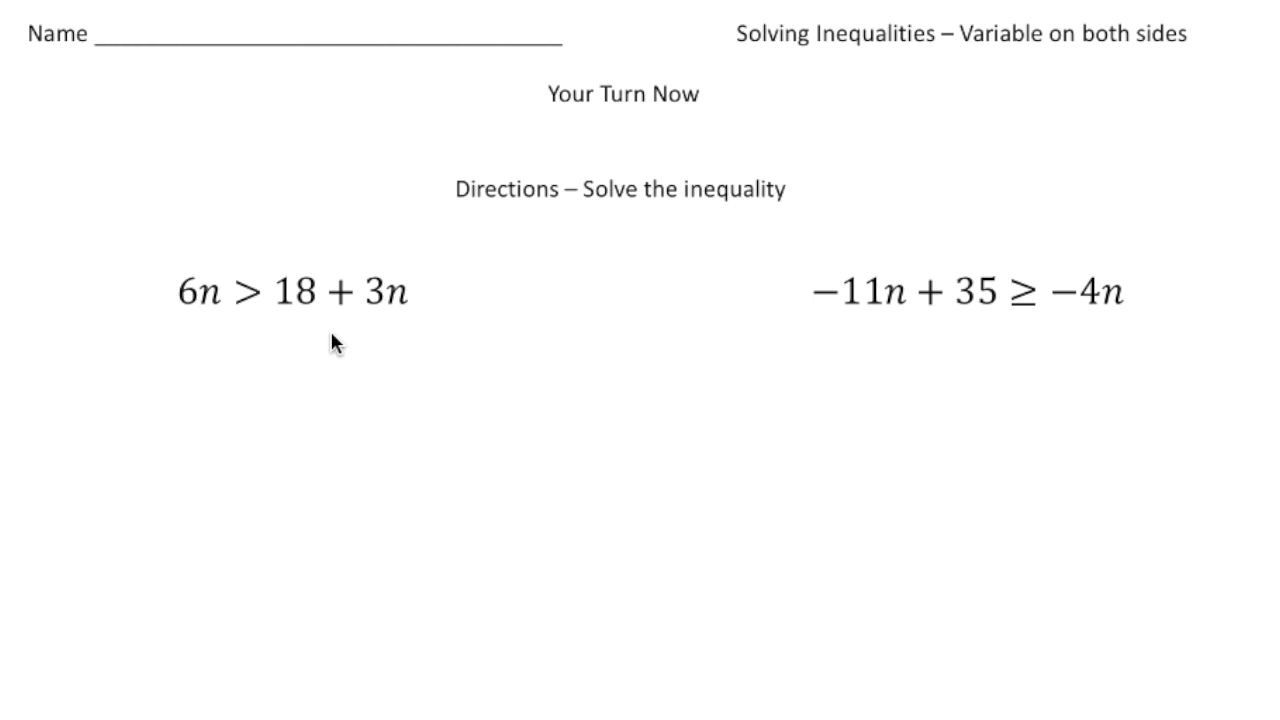 Name ____________________________________ Solving Inequalities – Variable on both sides
Your Turn Now
Directions – Solve the inequality
6n > 18 + 3n −11n + 35 ≥ −4n